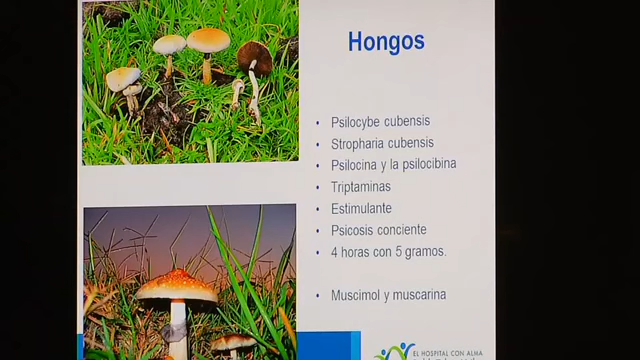 Hongos
• Psilocybe cubensis
• Stropharia cubensis
• Psilocina y la psilocibina
• Triptaminas
• Estimulante
• Psicosis conciente
• 4 horas con 5 gramos.
• Muscimol y muscarina
EL HOSPITAL CON ALMA